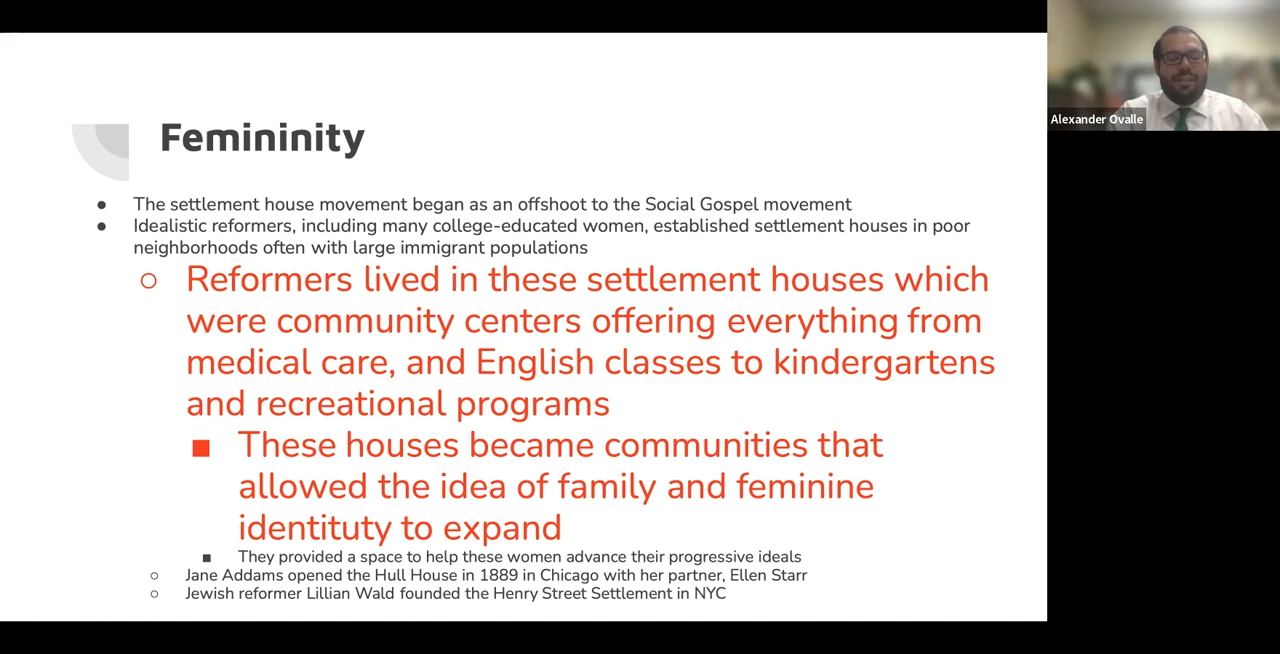 Femininity
● The settlement house movement began as an offshoot to the Social Gospel movement
● Idealistic reformers, including many college-educated women, established settlement houses in poor
neighborhoods often with large immigrant populations
○ Reformers lived in these settlement houses which
were community centers offering everything from
medical care, and English classes to kindergartens
and recreational programs
■ These houses became communities that
allowed the idea of family and feminine
identituty to expand
■ They provided a space to help these women advance their progressive ideals
○ Jane Addams opened the Hull House in 1889 in Chicago with her partner, Ellen Starr
○ Jewish reformer Lillian Wald founded the Henry Street Settlement in NYC
Alexander Ovalle